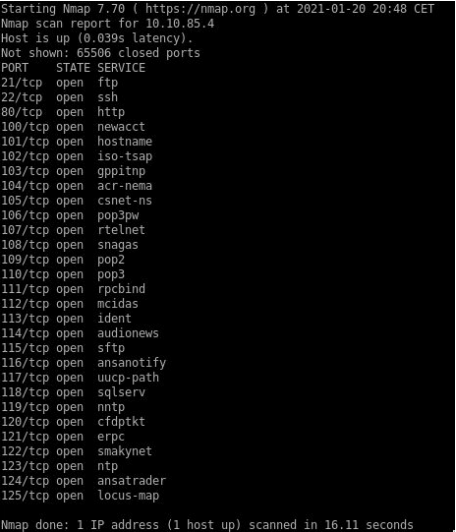 Starting Nmap 7.70 ( https://nmap.org ) at 2021-01-20 20:48 CET
Nmap scan report for 10.10.85.4
Host is up (0.039s latency).
Not shown: 65506 closed ports
PORT    STATE SERVICE
21/tcp  open  ftp
22/tcp  open  ssh
80/tcp  open  http
100/tcp open  newacct
101/tcp open  hostname
102/tcp open  iso-tsap
103/tcp open  gppitnp
104/tcp open  acr-nema
105/tcp open  csnet-ns
106/tcp open  pop3pw
107/tcp open  rtelnet
108/tcp open  snagas
109/tcp open  pop2
110/tcp open  pop3
111/tcp open  rpcbind
112/tcp open  mcidas
113/tcp open  ident
114/tcp open  audionews
115/tcp open  sftp
116/tcp open  ansanotify
117/tcp open  uucp-path
118/tcp open  sqlserv
119/tcp open  nntp
120/tcp open  cfdptkt
121/tcp open  erpc
122/tcp open  smakynet
123/tcp open  ntp
124/tcp open  ansatrader
125/tcp open  locus-map
Nmap done: 1 IP address (1 host up) scanned in 16.11 seconds